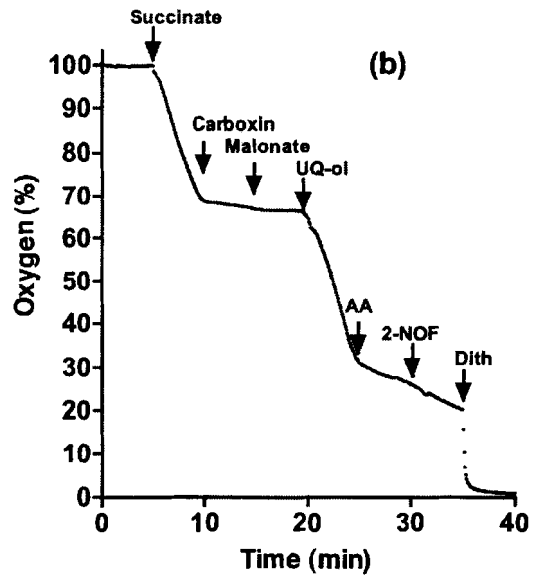 Succinate
(b)
Carboxin
Malonate
UQ-ol
AA
2-NOF
Dith
Oxygen (%)
100
90
80
70
60
50
40
30
20
10
0
0 10 20 30 40
Time (min)